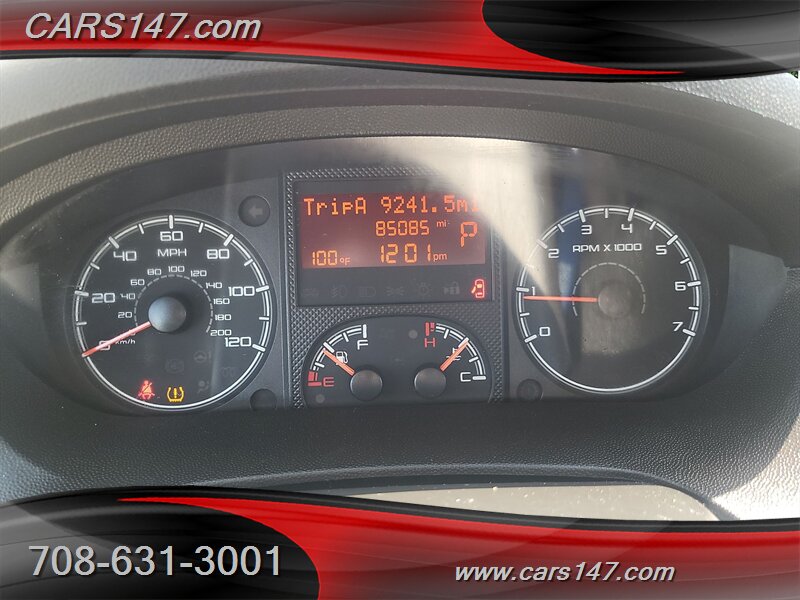 CARS147.com
TripA 9241.5mi
85085 mi
P
100°F 1201 pm
0 20 40 60 80 100 120
MPH
20 40 60 80 100 120 140 160 180 200
km/h
E F
H C
0 1 2 3 4 5 6 7
RPM X 1000
708-631-3001
www.cars147.com